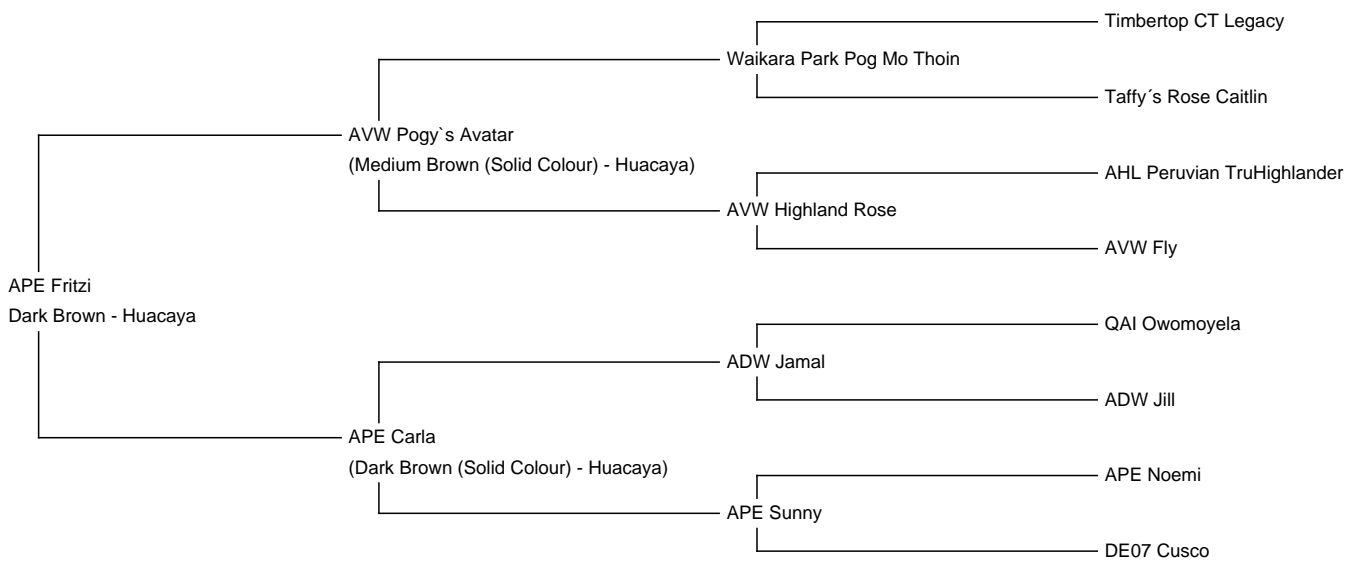 Timbertop CT Legacy
Waikara Park Pog Mo Thoin
Taffy´s Rose Caitlin
AVW Pogy`s Avatar
(Medium Brown (Solid Colour) - Huacaya)
AHL Peruvian TruHighlander
AVW Highland Rose
AVW Fly
APE Fritzi
Dark Brown - Huacaya
QAI Owomoyela
ADW Jamal
ADW Jill
APE Carla
(Dark Brown (Solid Colour) - Huacaya)
APE Noemi
APE Sunny
DE07 Cusco